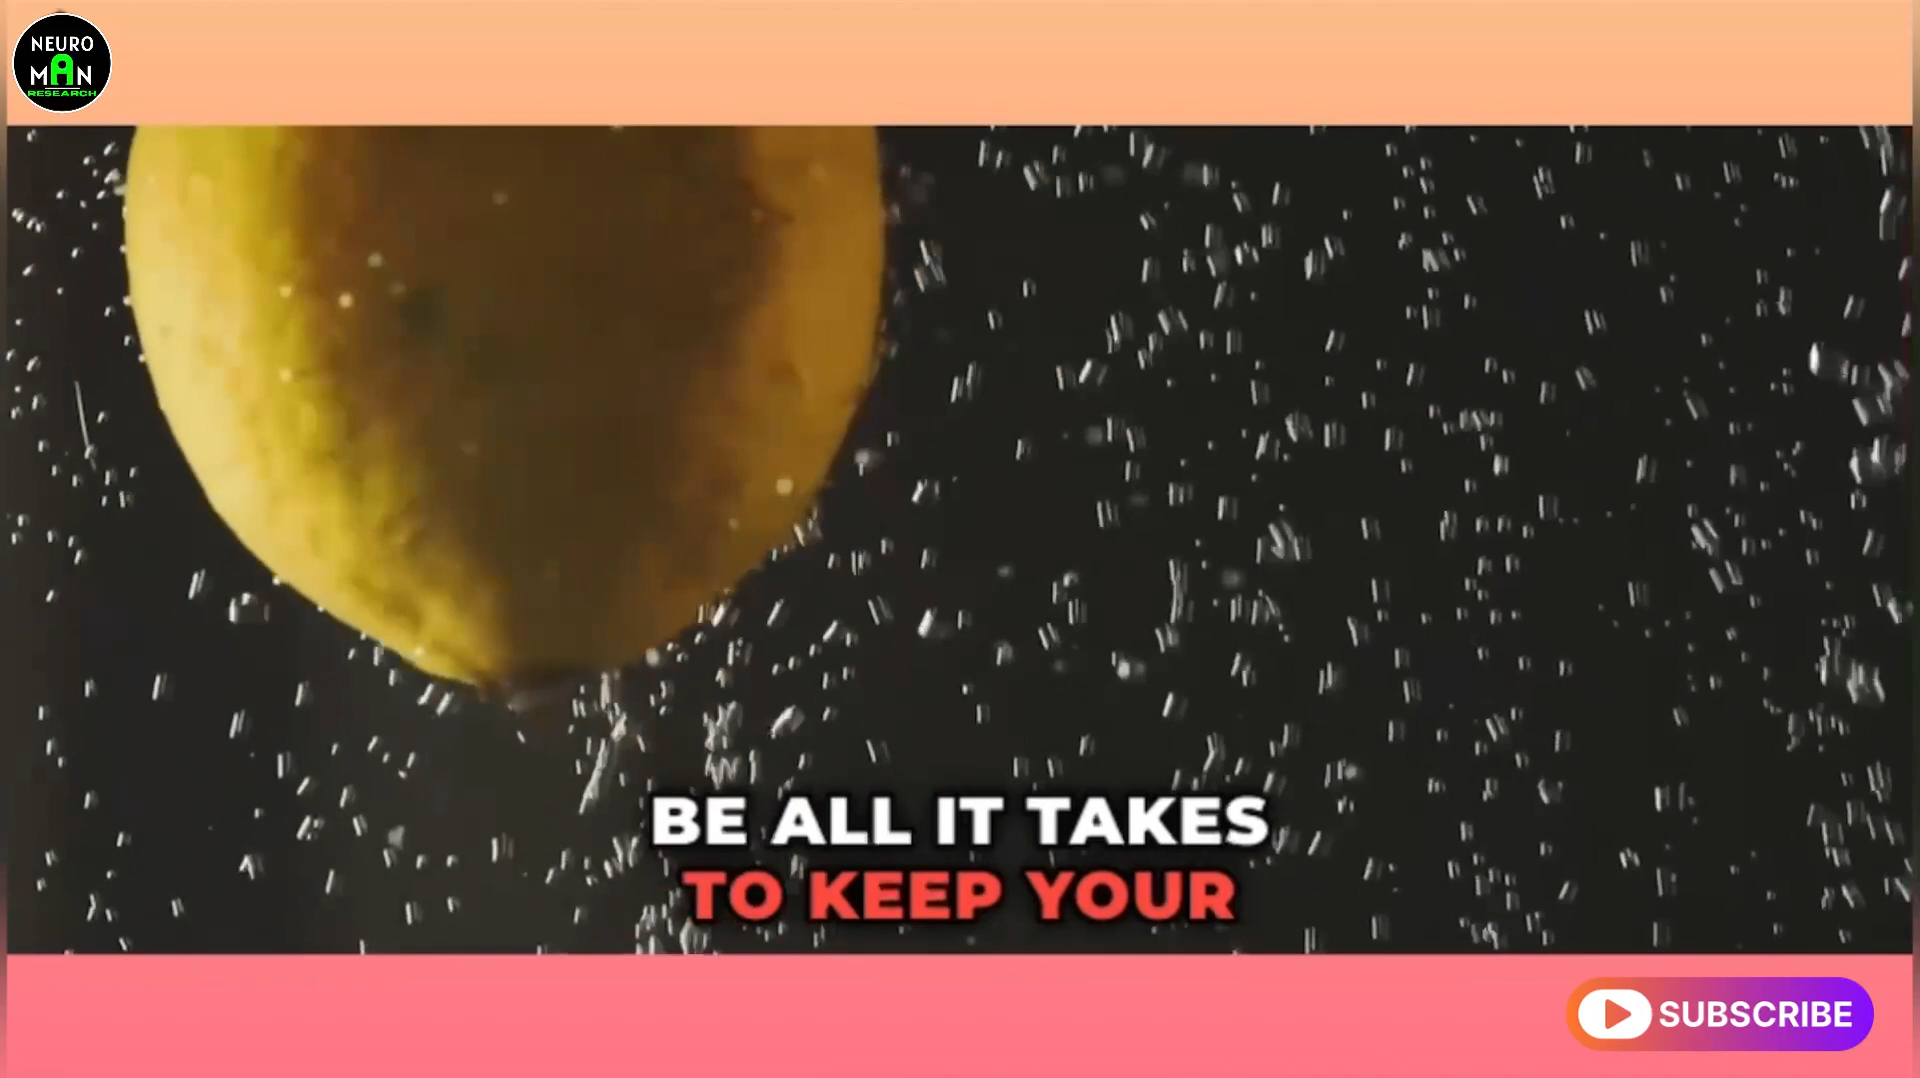 NEURO
MAN
RESEARCH
BE ALL IT TAKES
TO KEEP YOUR
SUBSCRIBE